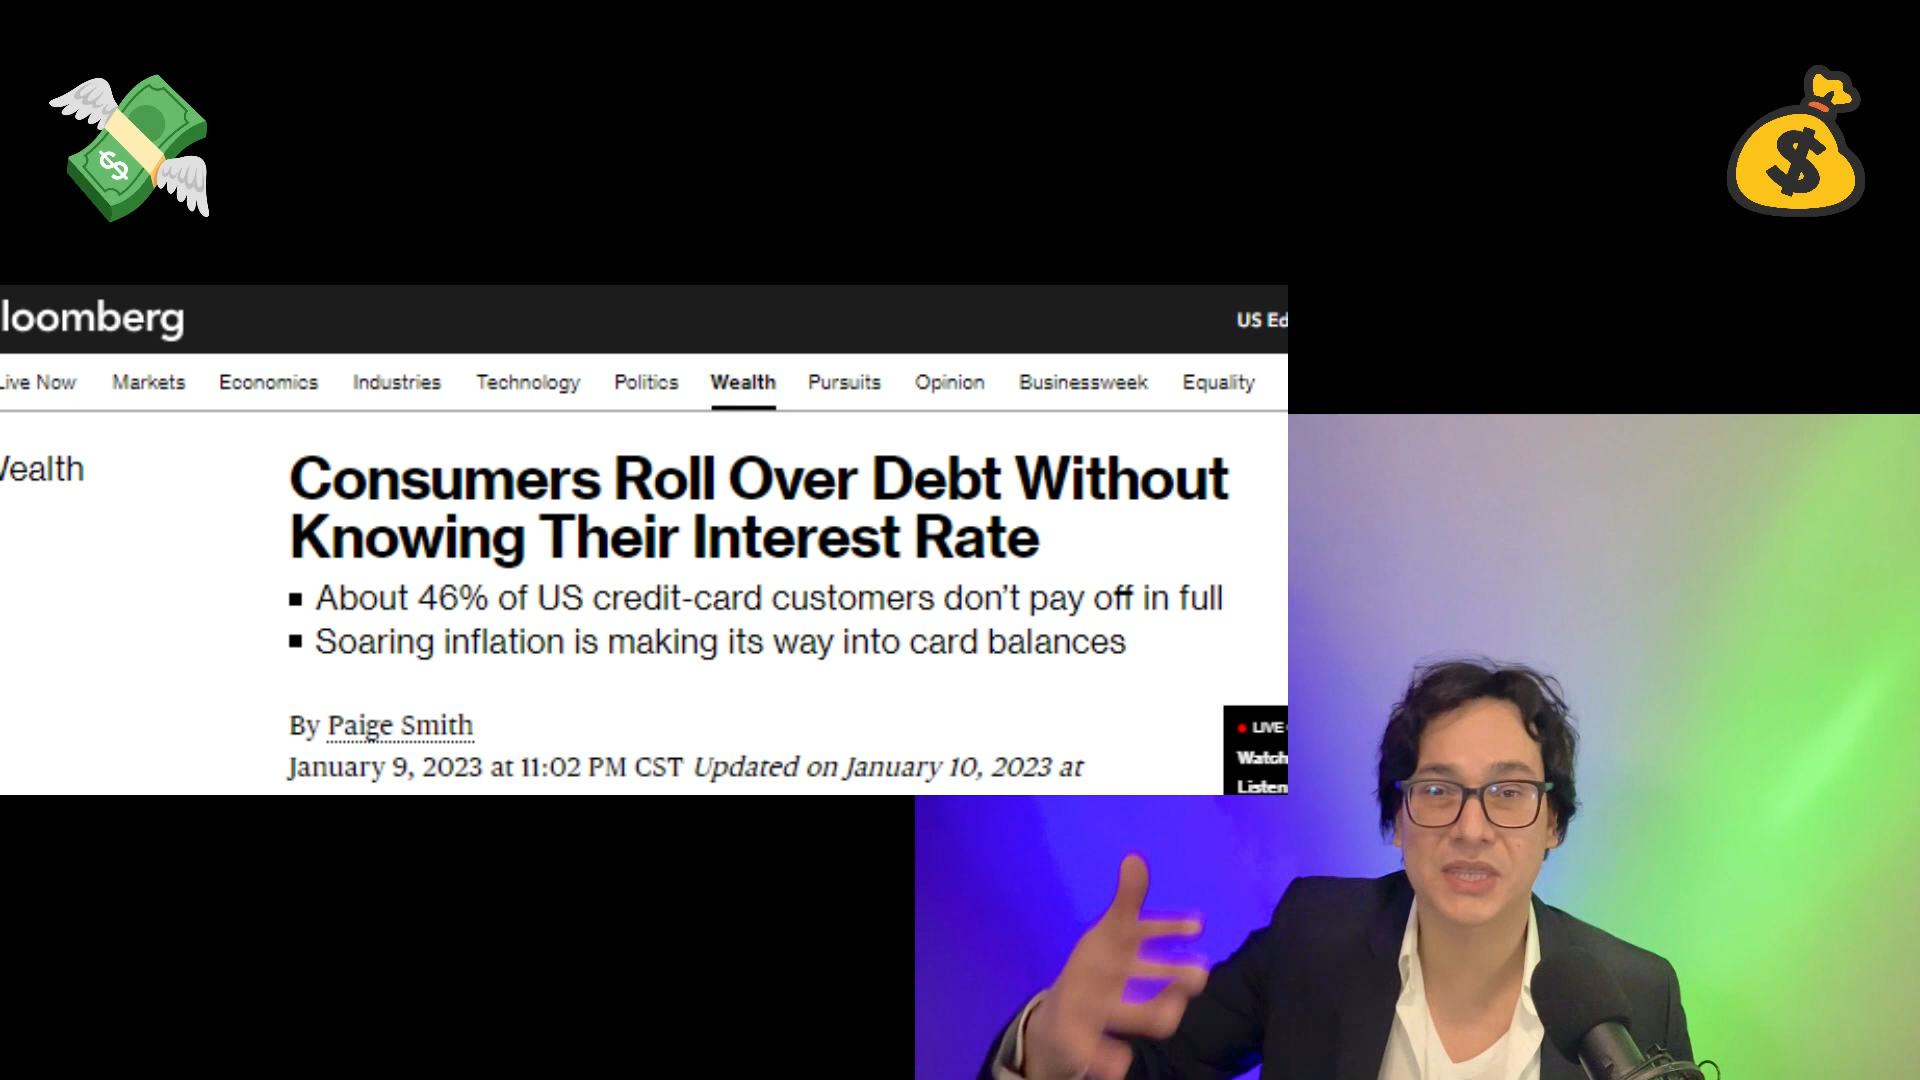 loomberg
US Ed
Live Now Markets Economics Industries Technology Politics Wealth Pursuits Opinion Businessweek Equality
Wealth
Consumers Roll Over Debt Without
Knowing Their Interest Rate
■ About 46% of US credit-card customers don't pay off in full
■ Soaring inflation is making its way into card balances
By Paige Smith
January 9, 2023 at 11:02 PM CST Updated on January 10, 2023 at
LIVE
Watch
Listen
$
$